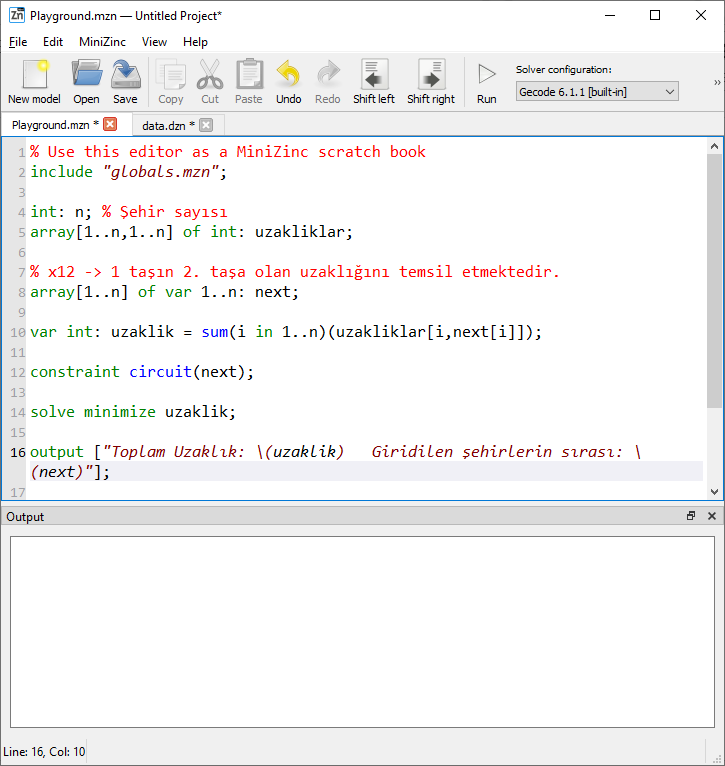 Playground.mzn — Untitled Project*
File Edit MiniZinc View Help
New model Open Save Copy Cut Paste Undo Redo Shift left Shift right Run
Solver configuration:
Gecode 6.1.1 [built-in]
Playground.mzn * data.dzn *
1 % Use this editor as a MiniZinc scratch book
2 include "globals.mzn";
3
4 int: n; % Şehir sayısı
5 array[1..n,1..n] of int: uzakliklar;
6
7 % x12 -> 1 taşın 2. taşa olan uzaklığını temsil etmektedir.
8 array[1..n] of var 1..n: next;
9
10 var int: uzaklik = sum(i in 1..n)(uzakliklar[i,next[i]]);
11
12 constraint circuit(next);
13
14 solve minimize uzaklik;
15
16 output ["Toplam Uzaklık: \(uzaklik)   Giridilen şehirlerin sırası: \
(next)"];
17
Output
Line: 16, Col: 10